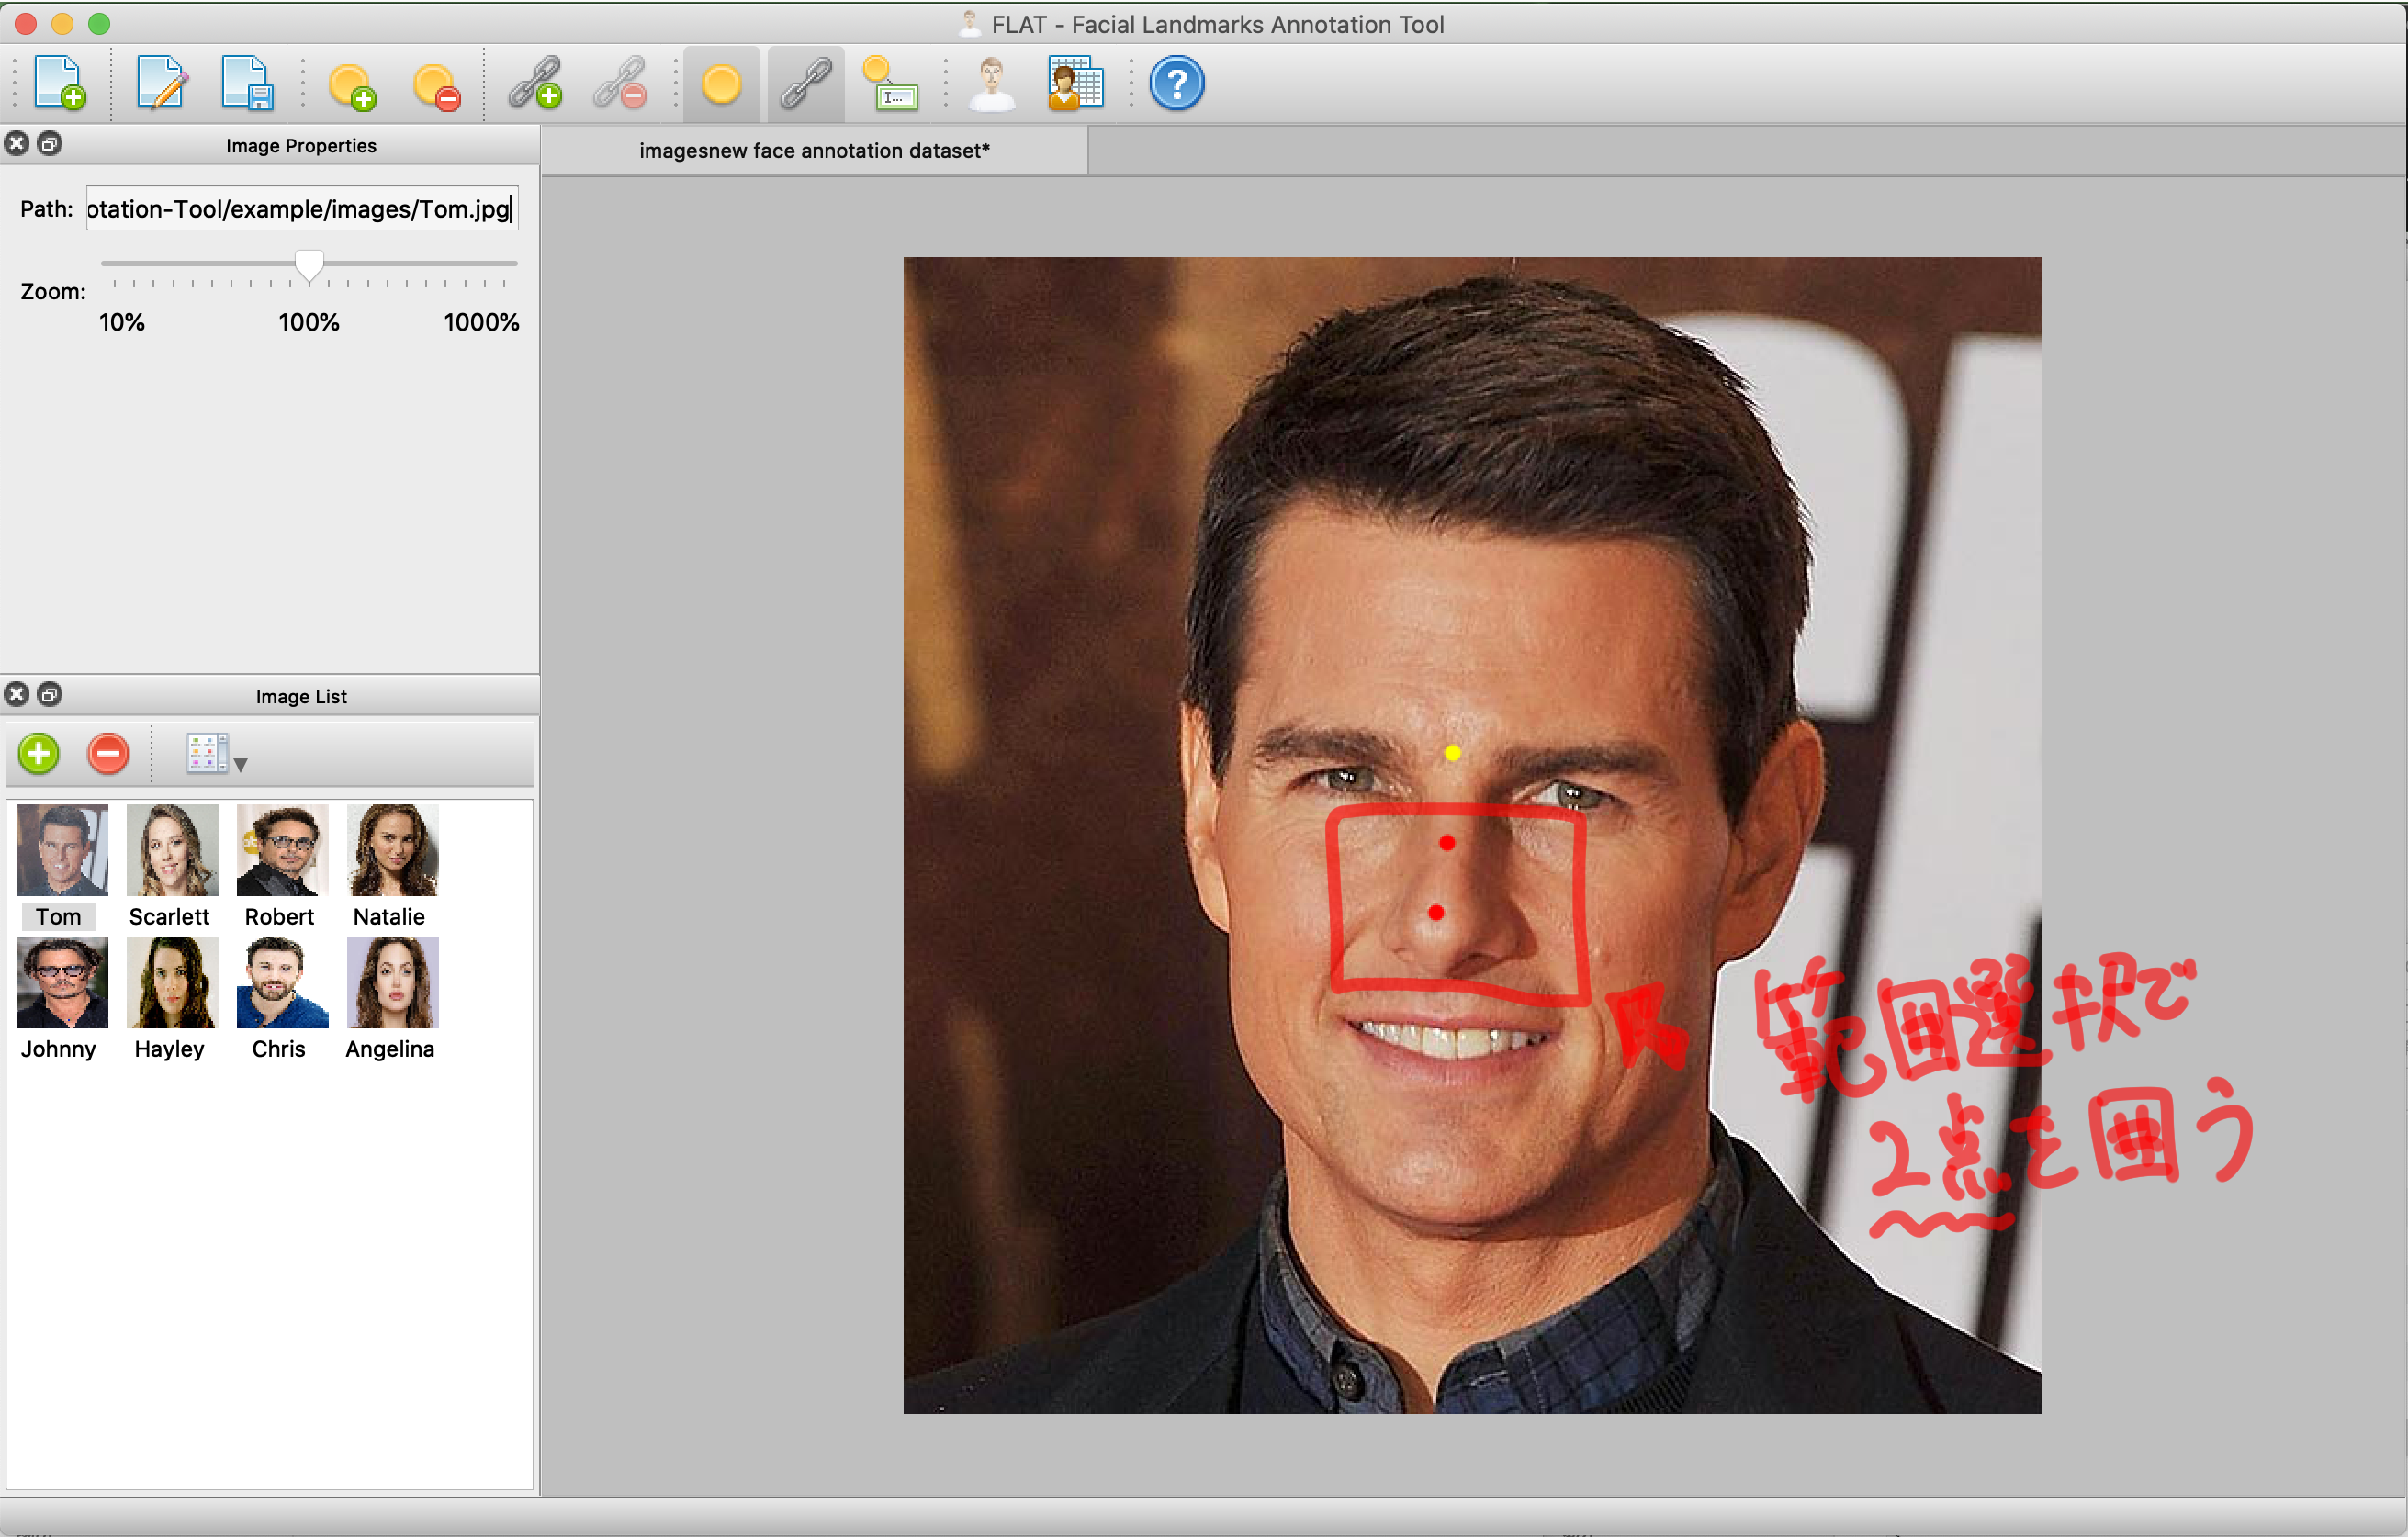 FLAT - Facial Landmarks Annotation Tool
I...
?
Image Properties
imagesnew face annotation dataset*
Path: otation-Tool/example/images/Tom.jpg
Zoom:
10% 100% 1000%
Image List
Tom Scarlett Robert Natalie
Johnny Hayley Chris Angelina
範囲選択で
2点を囲う